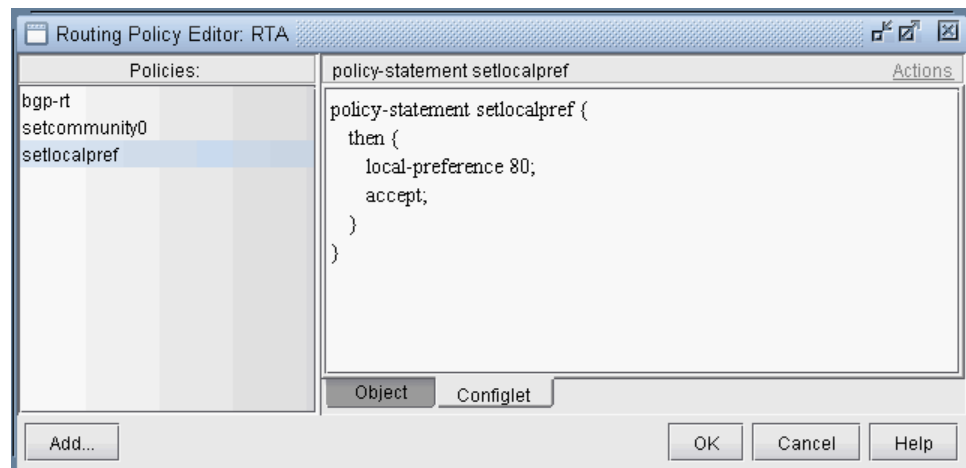 Routing Policy Editor: RTA
Policies:
bgp-rt
setcommunity0
setlocalpref
policy-statement setlocalpref
Actions
policy-statement setlocalpref {
then {
local-preference 80;
accept;
}
}
Object
Configlet
Add...
OK
Cancel
Help